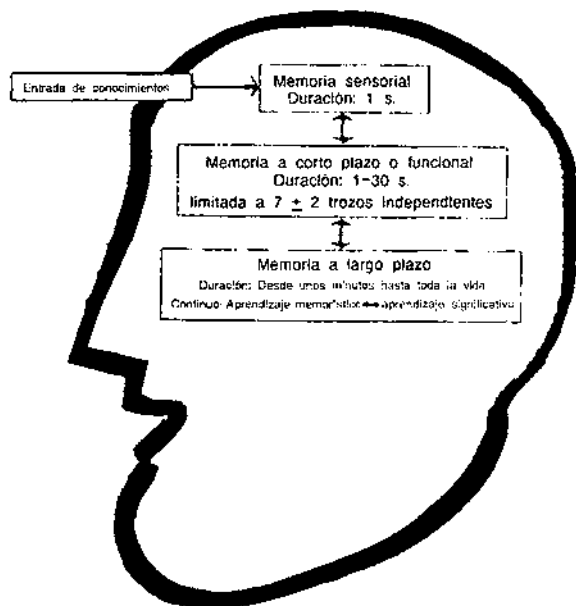 Entrada de conocimientos
Memoria sensorial
Duración: 1 s.
Memoria a corto plazo o funcional
Duración: 1-30 s.
limitada a 7 ± 2 trozos independientes
Memoria a largo plazo
Duración: Desde unos minutos hasta toda la vida
Continuo: Aprendizaje memorístico ↔ aprendizaje significativo